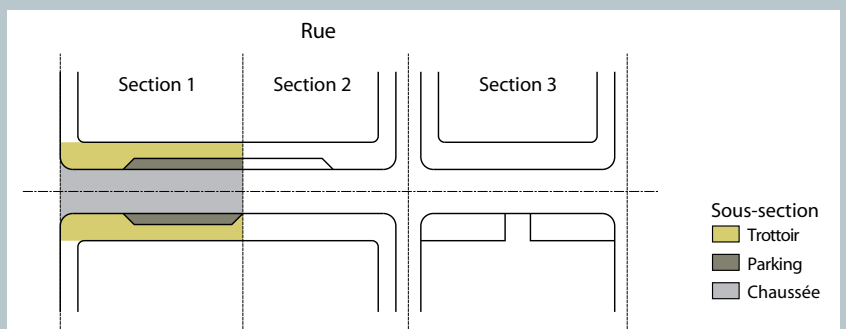 Rue
Section 1
Section 2
Section 3
Sous-section
Trottoir
Parking
Chaussée